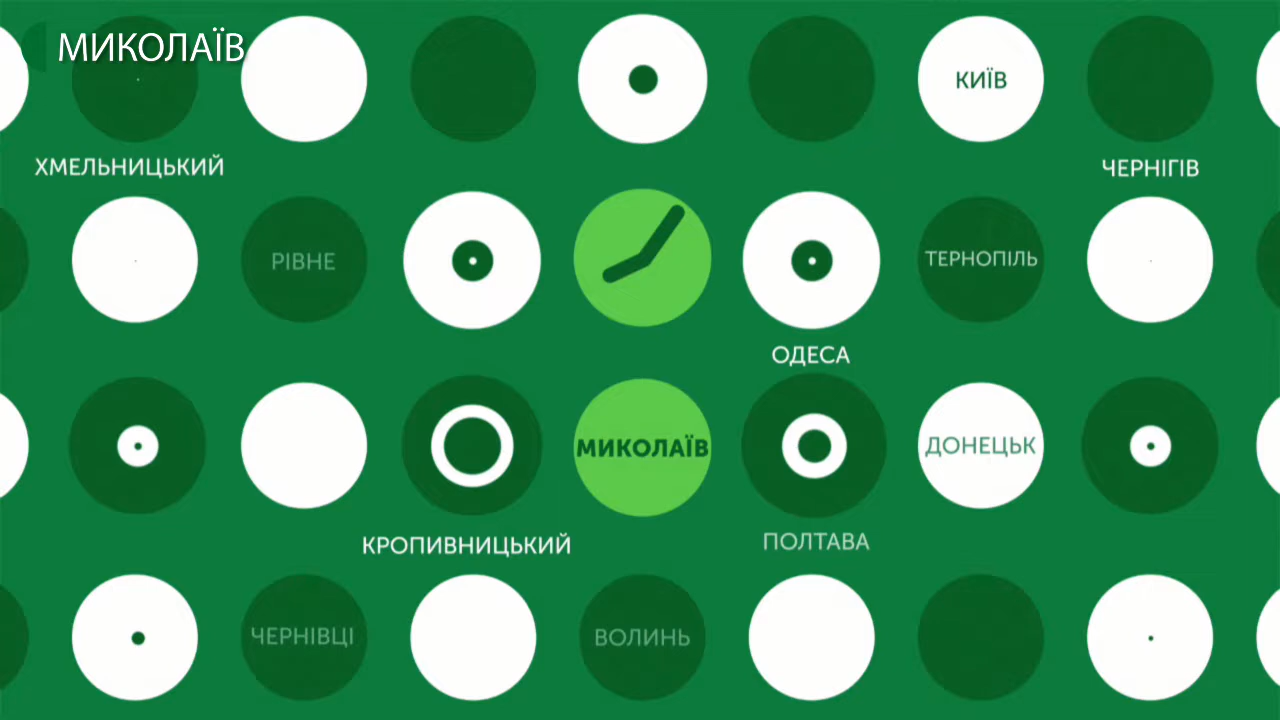 МИКОЛАЇВ
КИЇВ
ХМЕЛЬНИЦЬКИЙ
ЧЕРНІГІВ
РІВНЕ
ТЕРНОПІЛЬ
ОДЕСА
МИКОЛАЇВ
ДОНЕЦЬК
КРОПИВНИЦЬКИЙ
ПОЛТАВА
ЧЕРНІВЦІ
ВОЛИНЬ